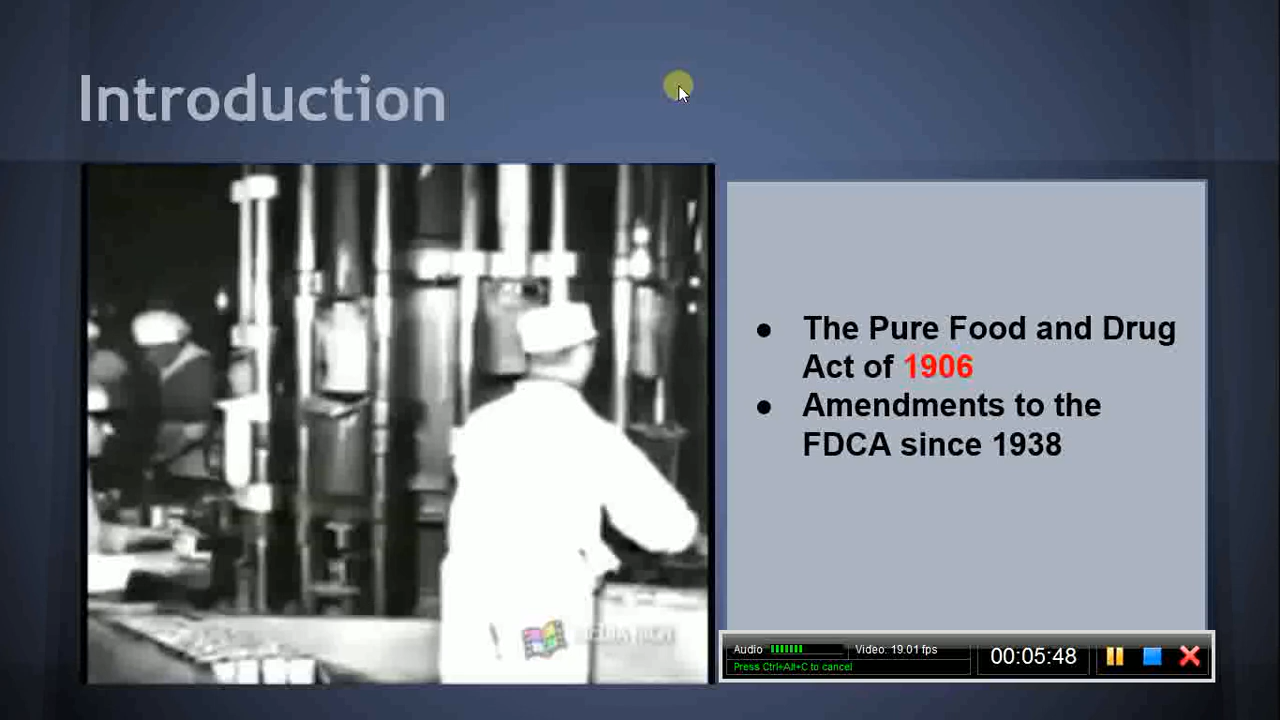 Introduction
● The Pure Food and Drug
Act of 1906
● Amendments to the
FDCA since 1938
Audio
Video: 19.01 fps
Press Ctrl+Alt+C to cancel
00:05:48